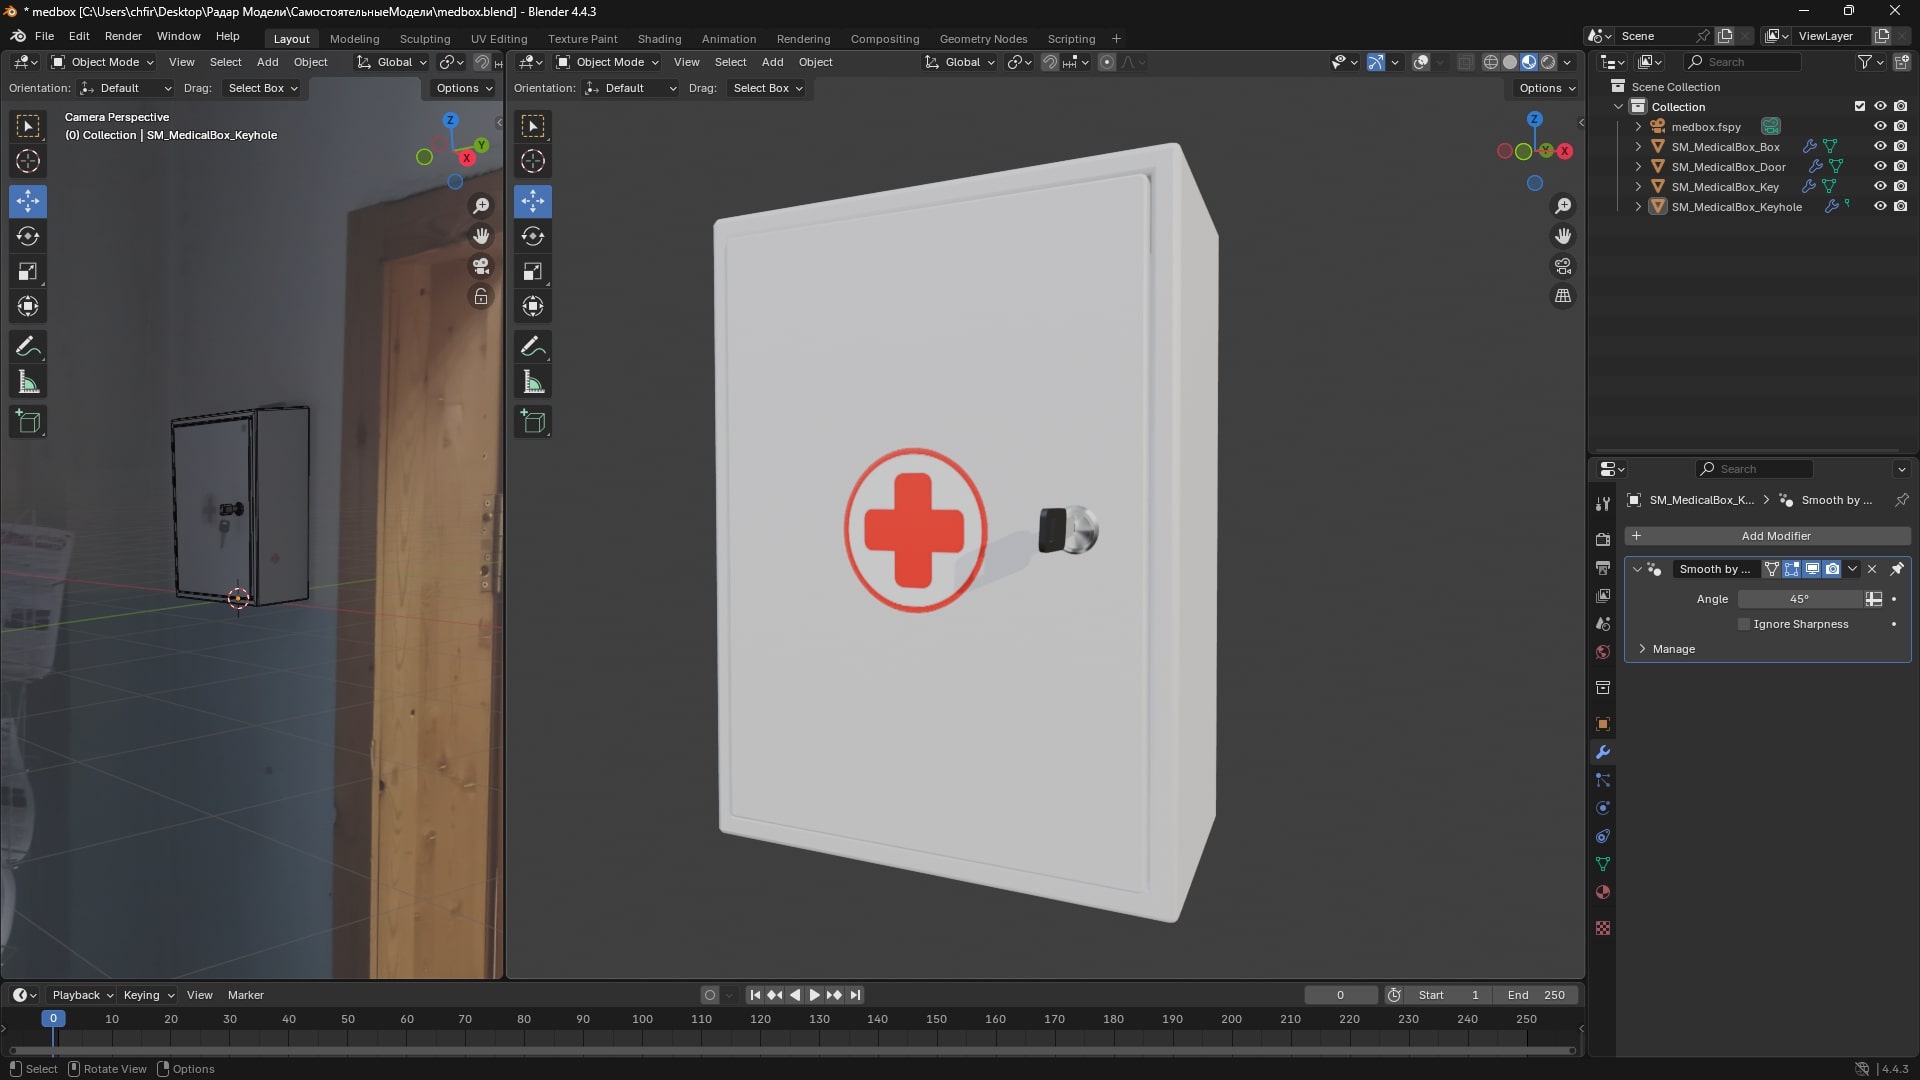 * medbox [C:\Users\chfir\Desktop\Радар Модели\СамостоятельныеМодели\medbox.blend] - Blender 4.4.3
File Edit Render Window Help Layout Modeling Sculpting UV Editing Texture Paint Shading Animation Rendering Compositing Geometry Nodes Scripting + Scene ViewLayer
Object Mode View Select Add Object Global
Orientation: Default Drag: Select Box Options
Camera Perspective
(0) Collection | SM_MedicalBox_Keyhole
Z
Y
X
Object Mode View Select Add Object Global
Orientation: Default Drag: Select Box Options
Z
Y
X
Search
Scene Collection
Collection
medbox.fspy
SM_MedicalBox_Box
SM_MedicalBox_Door
SM_MedicalBox_Key
SM_MedicalBox_Keyhole
Search
SM_MedicalBox_K... > Smooth by ...
+ Add Modifier
Smooth by ...
Angle 45°
Ignore Sharpness
Manage
Playback Keying View Marker 0 Start 1 End 250
0 10 20 30 40 50 60 70 80 90 100 110 120 130 140 150 160 170 180 190 200 210 220 230 240 250
Select Rotate View Options 4.4.3